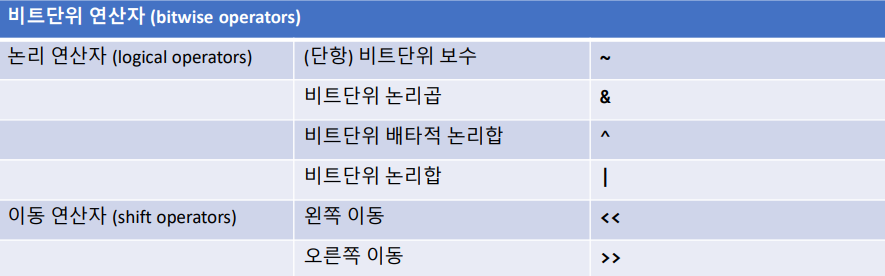 비트단위 연산자 (bitwise operators)
논리 연산자 (logical operators) (단항) 비트단위 보수 ~
비트단위 논리곱 &
비트단위 배타적 논리합 ^
비트단위 논리합 |
이동 연산자 (shift operators) 왼쪽 이동 <<
오른쪽 이동 >>